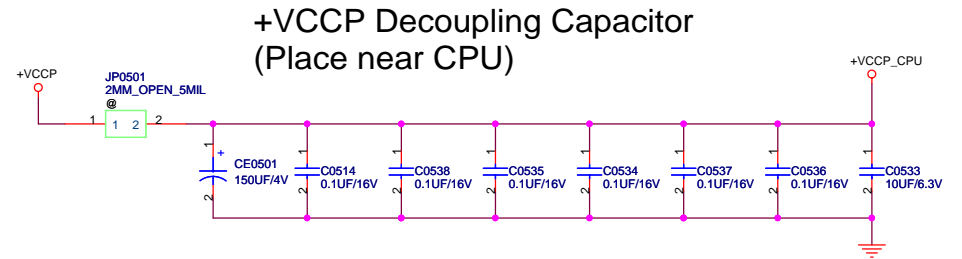 +VCCP Decoupling Capacitor
(Place near CPU)
+VCCP
JP0501
2MM_OPEN_5MIL
@
1 1 2 2
+VCCP_CPU
1 + 2
CE0501
150UF/4V
1 2
C0514
0.1UF/16V
1 2
C0538
0.1UF/16V
1 2
C0535
0.1UF/16V
1 2
C0534
0.1UF/16V
1 2
C0537
0.1UF/16V
1 2
C0536
0.1UF/16V
1 2
C0533
10UF/6.3V